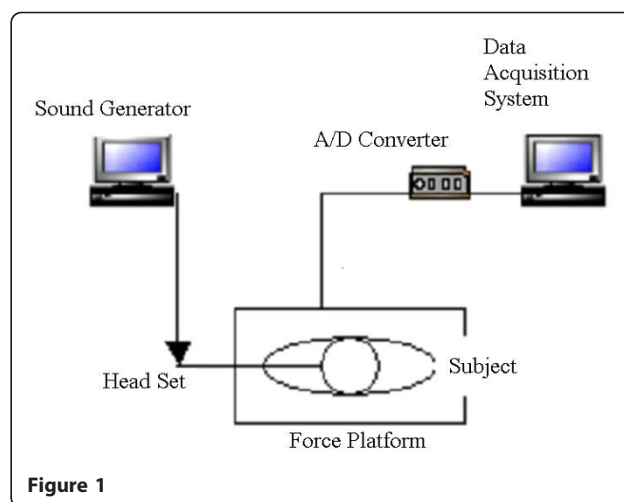 Data
Acquisition
System
Sound Generator
A/D Converter
Head Set
Subject
Force Platform
Figure 1